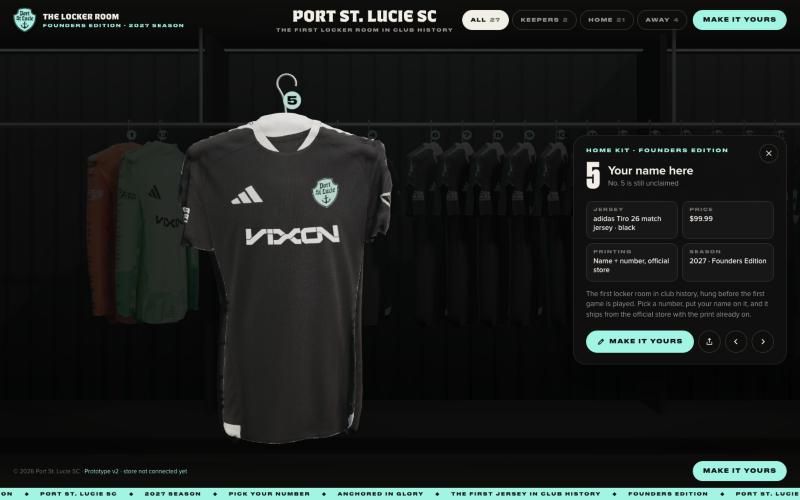 THE LOCKER ROOM
FOUNDERS EDITION • 2027 SEASON
PORT ST. LUCIE SC
THE FIRST LOCKER ROOM IN CLUB HISTORY
ALL 27
KEEPERS 2
HOME 21
AWAY 4
MAKE IT YOURS
5
Port St. Lucie
VIXON
HOME KIT • FOUNDERS EDITION
5
Your name here
No. 5 is still unclaimed
JERSEY
adidas Tiro 26 match
jersey · black
PRICE
$99.99
PRINTING
Name + number, official
store
SEASON
2027 · Founders Edition
The first locker room in club history, hung before the first
game is played. Pick a number, put your name on it, and it
ships from the official store with the print already on.
MAKE IT YOURS
© 2026 Port St. Lucie SC · Prototype v2 · store not connected yet
MAKE IT YOURS
ON ◆ PORT ST. LUCIE SC ◆ 2027 SEASON ◆ PICK YOUR NUMBER ◆ ANCHORED IN GLORY ◆ THE FIRST JERSEY IN CLUB HISTORY ◆ FOUNDERS EDITION ◆ PORT ST. LUCIE